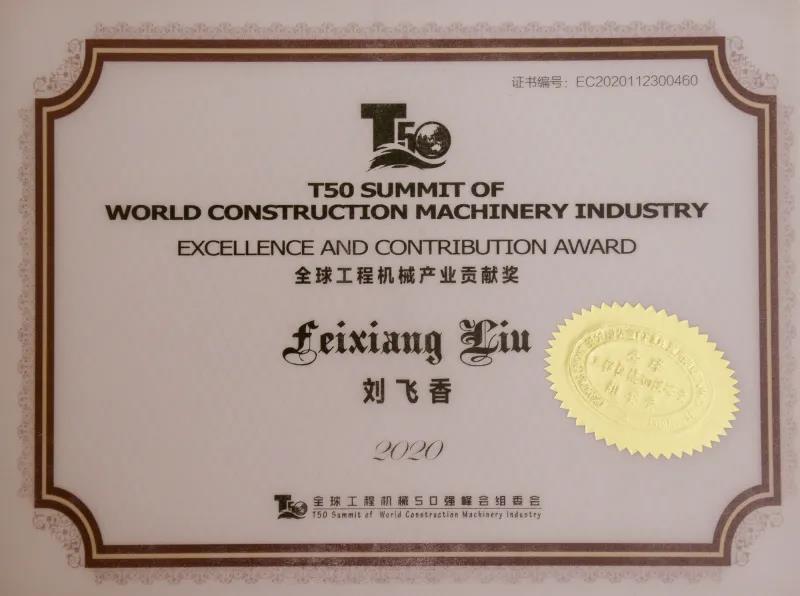 证书编号：EC2020112300460
T50
T50 SUMMIT OF
WORLD CONSTRUCTION MACHINERY INDUSTRY
EXCELLENCE AND CONTRIBUTION AWARD
全球工程机械产业贡献奖
Feixiang Liu
刘飞香
2020
T50 全球工程机械50强峰会组委会
T50 Summit of World Construction Machinery Industry